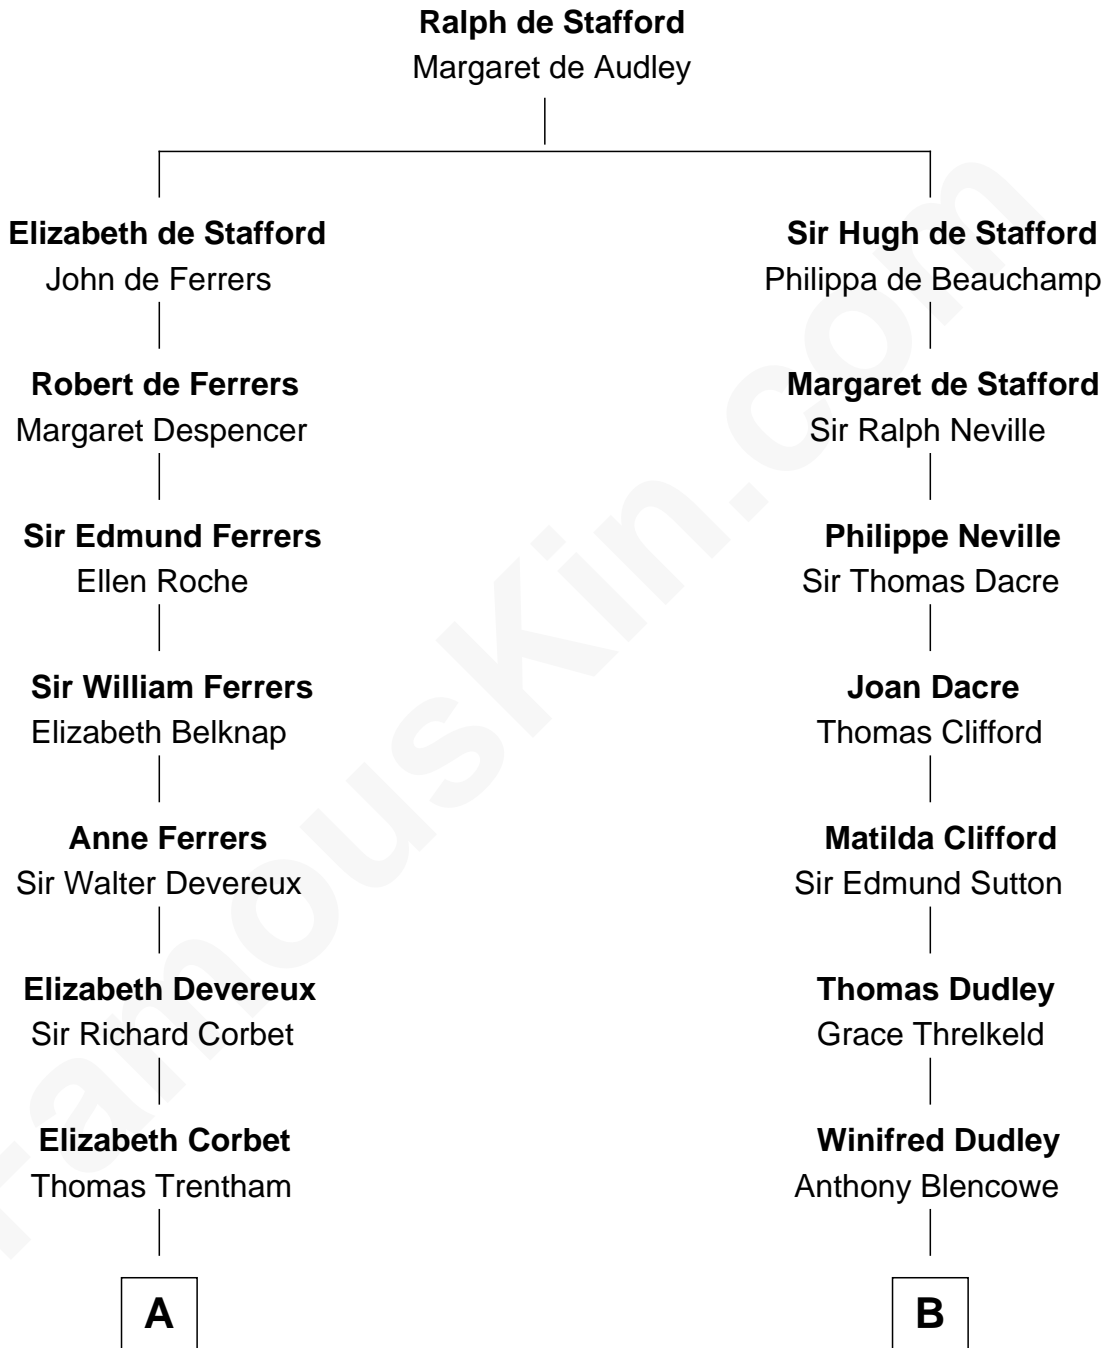 Ralph de Stafford
Margaret de Audley
Elizabeth de Stafford
John de Ferrers
Sir Hugh de Stafford
Philippa de Beauchamp
Robert de Ferrers
Margaret Despencer
Margaret de Stafford
Sir Ralph Neville
Sir Edmund Ferrers
Ellen Roche
Philippe Neville
Sir Thomas Dacre
Sir William Ferrers
Elizabeth Belknap
Joan Dacre
Thomas Clifford
Anne Ferrers
Sir Walter Devereux
Matilda Clifford
Sir Edmund Sutton
Elizabeth Devereux
Sir Richard Corbet
Thomas Dudley
Grace Threlkeld
Elizabeth Corbet
Thomas Trentham
Winifred Dudley
Anthony Blencowe
A
B
FamousKin.com